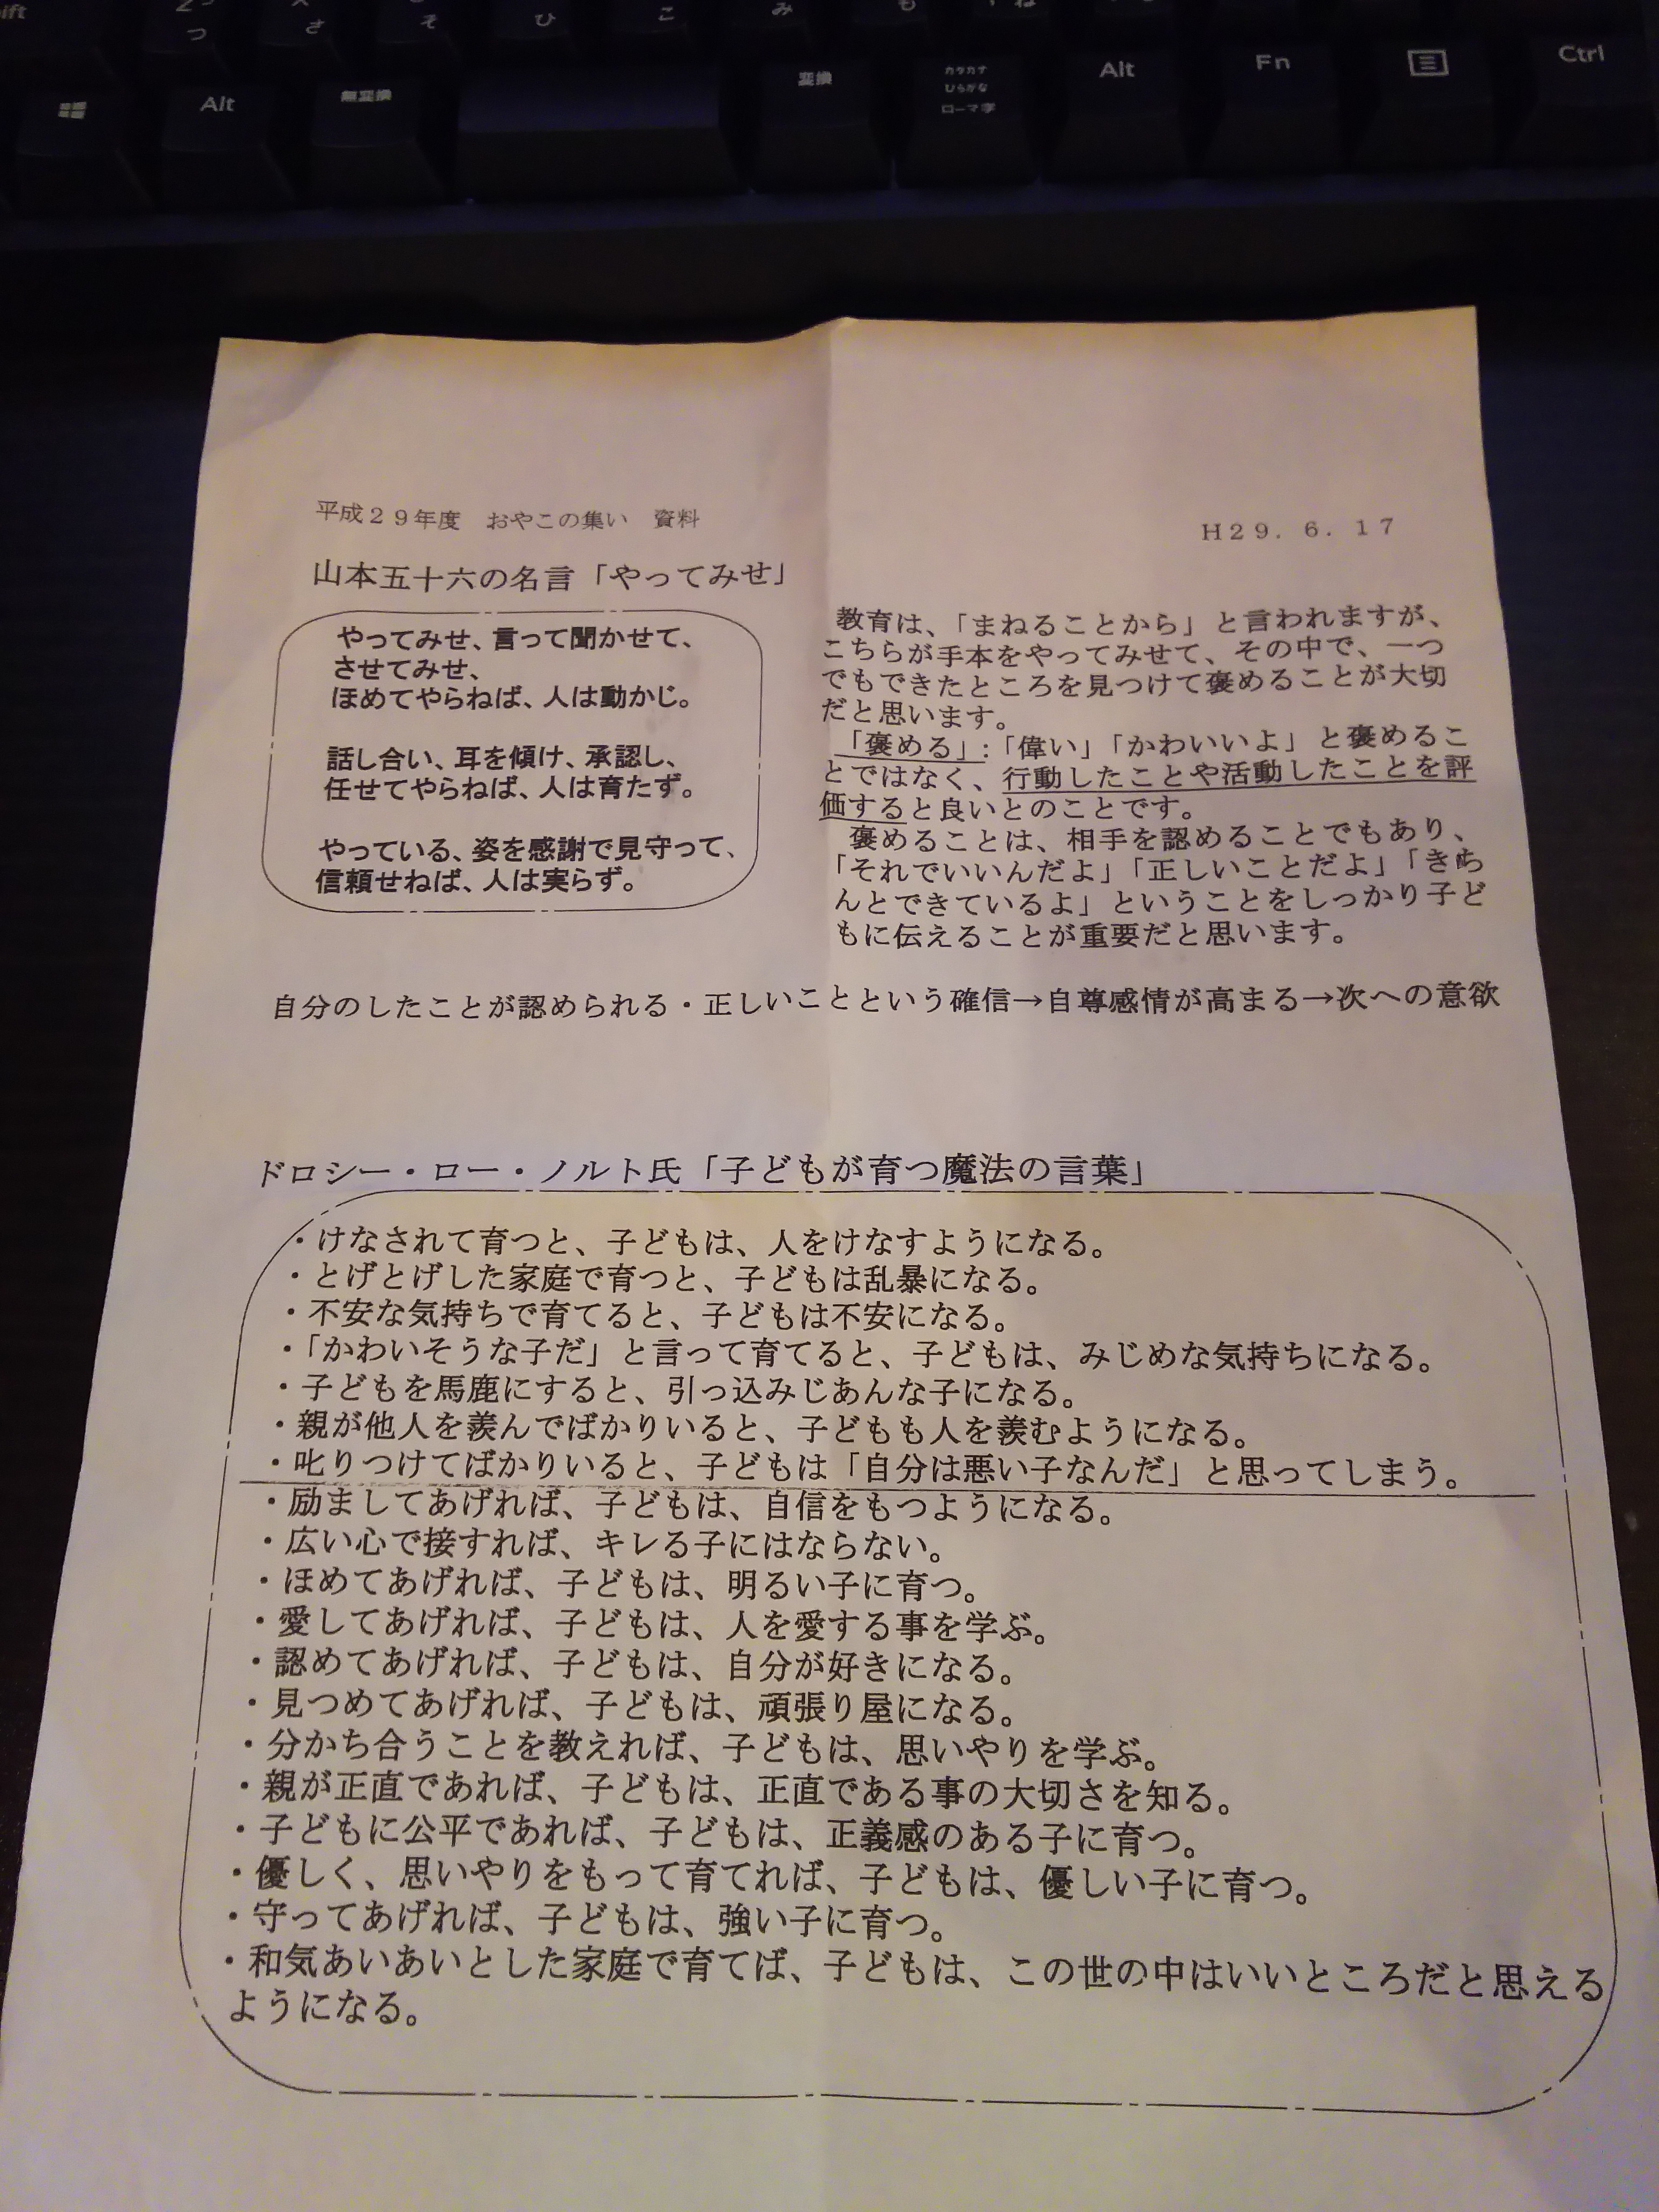 ift
つ
さ
そ
ひ
こ
み
も
ね
Alt
無変換
変換
カタカナ
ひらがな
ローマ字
Alt
Fn
Ctrl
平成29年度 おやこの集い 資料
H29.6.17
山本五十六の名言「やってみせ」
やってみせ、言って聞かせて、
させてみせ、
ほめてやらねば、人は動かじ。
話し合い、耳を傾け、承認し、
任せてやらねば、人は育たず。
やっている、姿を感謝で見守って、
信頼せねば、人は実らず。
教育は、「まねることから」と言われますが、
こちらが手本をやってみせて、その中で、一つ
でもできたところを見つけて褒めることが大切
だと思います。
「褒める」:「偉い」「かわいいよ」と褒めるこ
とではなく、行動したことや活動したことを評
価すると良いとのことです。
褒めることは、相手を認めることでもあり、
「それでいいんだよ」「正しいことだよ」「きち
んとできているよ」ということをしっかり子ど
もに伝えることが重要だと思います。
自分のしたことが認められる・正しいことという確信→自尊感情が高まる→次への意欲
ドロシー・ロー・ノルト氏「子どもが育つ魔法の言葉」
・けなされて育つと、子どもは、人をけなすようになる。
・とげとげした家庭で育つと、子どもは乱暴になる。
・不安な気持ちで育てると、子どもは不安になる。
・「かわいそうな子だ」と言って育てると、子どもは、みじめな気持ちになる。
・子どもを馬鹿にすると、引っ込みじあんな子になる。
・親が他人を羨んでばかりいると、子どもも人を羨むようになる。
・叱りつけてばかりいると、子どもは「自分は悪い子なんだ」と思ってしまう。
・励ましてあげれば、子どもは、自信をもつようになる。
・広い心で接すれば、キレる子にはならない。
・ほめてあげれば、子どもは、明るい子に育つ。
・愛してあげれば、子どもは、人を愛する事を学ぶ。
・認めてあげれば、子どもは、自分が好きになる。
・見つめてあげれば、子どもは、頑張り屋になる。
・分かち合うことを教えれば、子どもは、思いやりを学ぶ。
・親が正直であれば、子どもは、正直である事の大切さを知る。
・子どもに公平であれば、子どもは、正義感のある子に育つ。
・優しく、思いやりをもって育てれば、子どもは、優しい子に育つ。
・守ってあげれば、子どもは、強い子に育つ。
・和気あいあいとした家庭で育てば、子どもは、この世の中はいいところだと思える
ようになる。